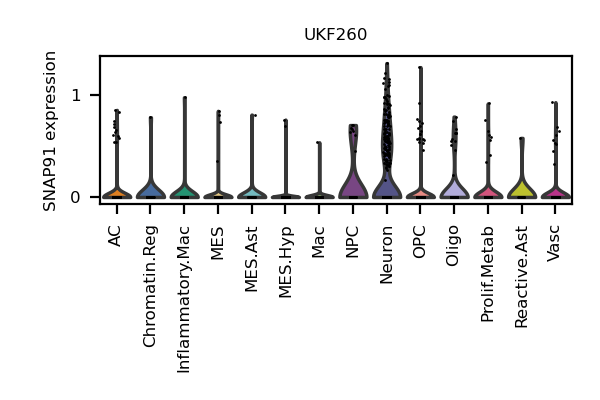 UKF260
SNAP91 expression
1
0
AC
Chromatin.Reg
Inflammatory.Mac
MES
MES.Ast
MES.Hyp
Mac
NPC
Neuron
OPC
Oligo
Prolif.Metab
Reactive.Ast
Vasc